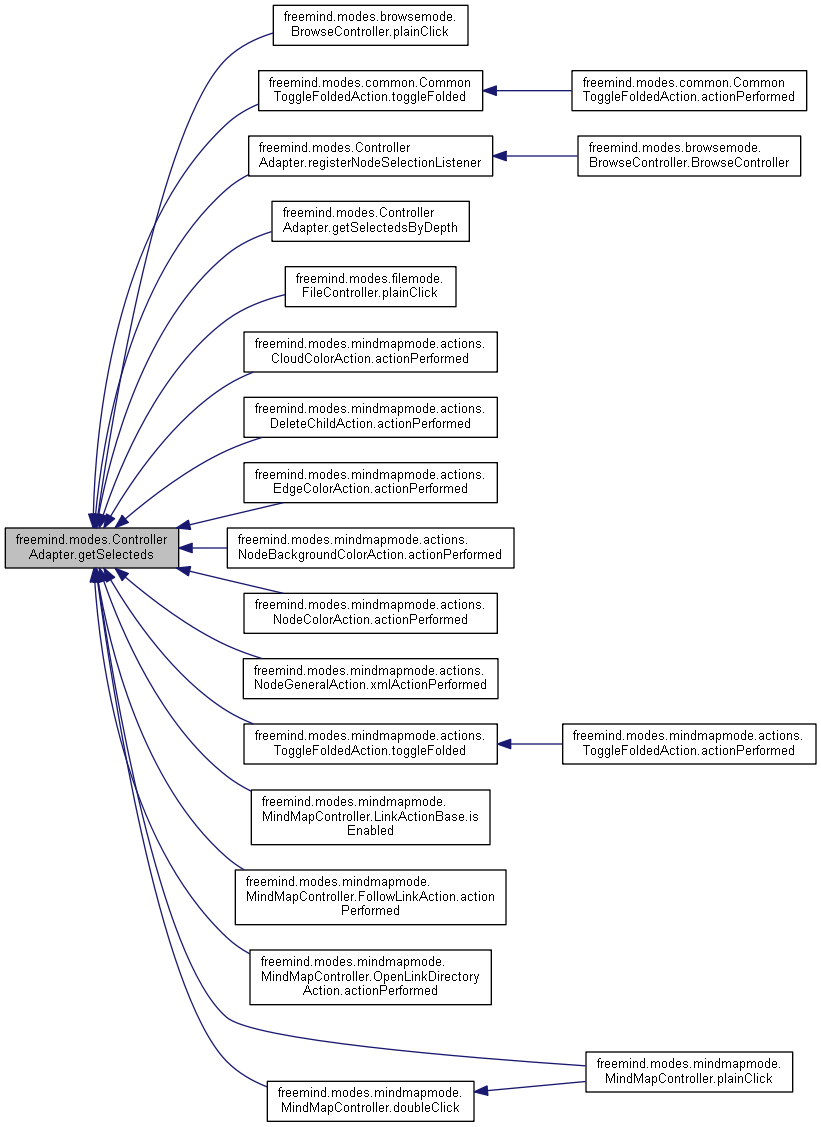 freemind.modes.browsemode.
BrowseController.plainClick
freemind.modes.common.Common
ToggleFoldedAction.toggleFolded
freemind.modes.common.Common
ToggleFoldedAction.actionPerformed
freemind.modes.Controller
Adapter.registerNodeSelectionListener
freemind.modes.browsemode.
BrowseController.BrowseController
freemind.modes.Controller
Adapter.getSelectedsByDepth
freemind.modes.filemode.
FileController.plainClick
freemind.modes.mindmapmode.actions.
CloudColorAction.actionPerformed
freemind.modes.mindmapmode.actions.
DeleteChildAction.actionPerformed
freemind.modes.mindmapmode.actions.
EdgeColorAction.actionPerformed
freemind.modes.Controller
Adapter.getSelecteds
freemind.modes.mindmapmode.actions.
NodeBackgroundColorAction.actionPerformed
freemind.modes.mindmapmode.actions.
NodeColorAction.actionPerformed
freemind.modes.mindmapmode.actions.
NodeGeneralAction.xmlActionPerformed
freemind.modes.mindmapmode.actions.
ToggleFoldedAction.toggleFolded
freemind.modes.mindmapmode.actions.
ToggleFoldedAction.actionPerformed
freemind.modes.mindmapmode.
MindMapController.LinkActionBase.is
Enabled
freemind.modes.mindmapmode.
MindMapController.FollowLinkAction.action
Performed
freemind.modes.mindmapmode.
MindMapController.OpenLinkDirectory
Action.actionPerformed
freemind.modes.mindmapmode.
MindMapController.plainClick
freemind.modes.mindmapmode.
MindMapController.doubleClick